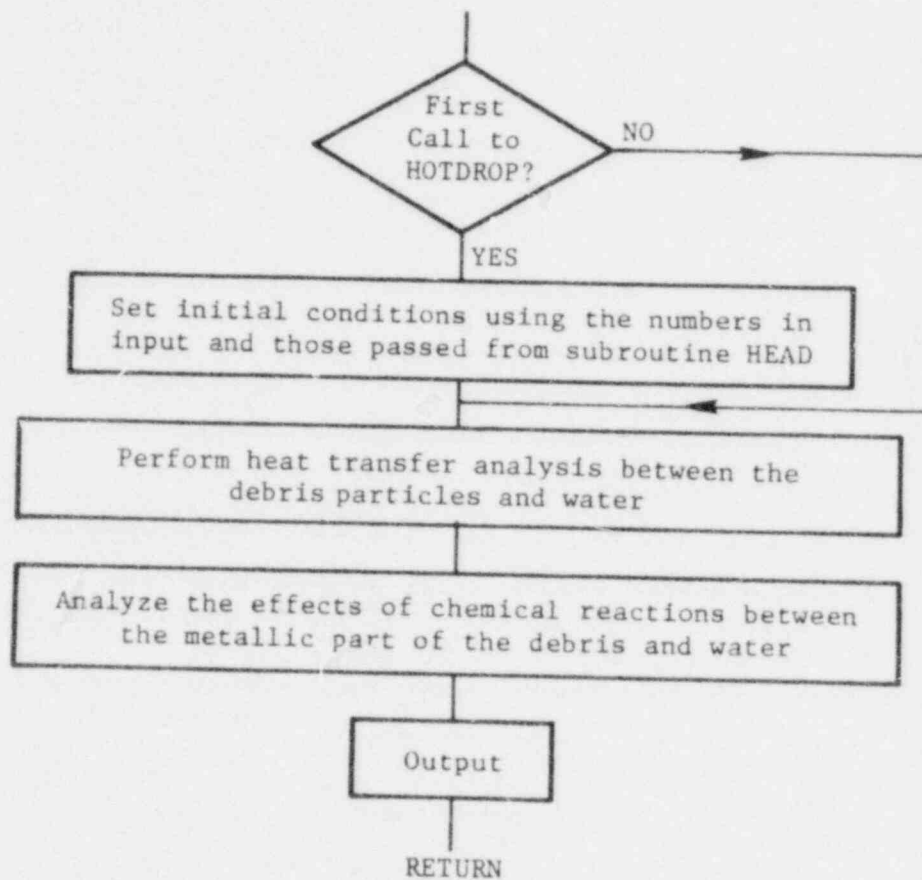 First
Call to
HOTDROP?
NO
YES
Set initial conditions using the numbers in
input and those passed from subroutine HEAD
Perform heat transfer analysis between the
debris particles and water
Analyze the effects of chemical reactions between
the metallic part of the debris and water
Output
RETURN